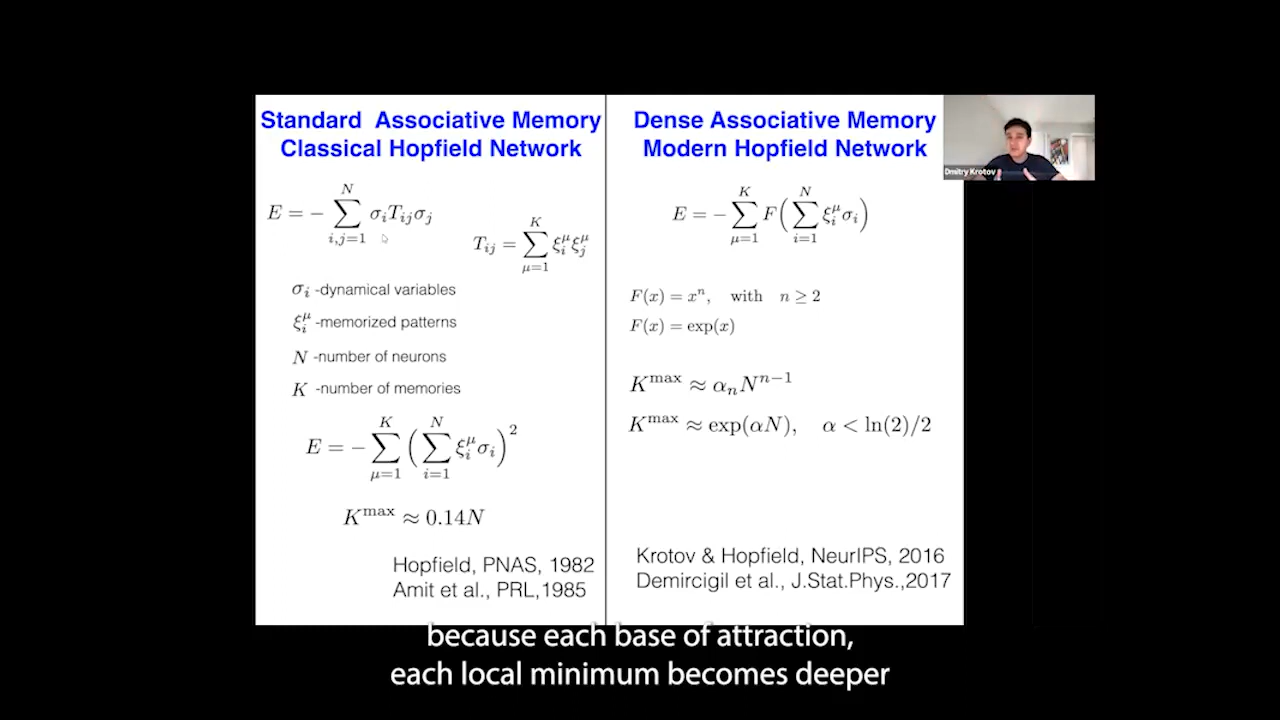 Standard Associative Memory
Classical Hopfield Network
E = − ∑_{i,j=1}^{N} σ_i T_{ij} σ_j
T_{ij} = ∑_{μ=1}^{K} ξ_i^μ ξ_j^μ
σ_i -dynamical variables
ξ_i^μ -memorized patterns
N -number of neurons
K -number of memories
E = − ∑_{μ=1}^{K} ( ∑_{i=1}^{N} ξ_i^μ σ_i )^2
K^max ≈ 0.14N
Hopfield, PNAS, 1982
Amit et al., PRL,1985
Dense Associative Memory
Modern Hopfield Network
E = − ∑_{μ=1}^{K} F( ∑_{i=1}^{N} ξ_i^μ σ_i )
F(x) = x^n, with n ≥ 2
F(x) = exp(x)
K^max ≈ α_n N^{n−1}
K^max ≈ exp(αN), α < ln(2)/2
Krotov & Hopfield, NeurIPS, 2016
Demircigil et al., J.Stat.Phys.,2017
Dmitry Krotov
because each base of attraction,
each local minimum becomes deeper